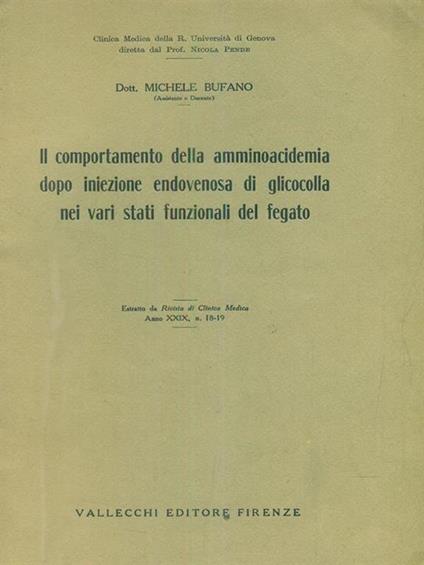 Clinica Medica della R. Università di Genova
diretta dal Prof. NICOLA PENDE
Dott. MICHELE BUFANO
(Assistente e Docente)
Il comportamento della amminoacidemia
dopo iniezione endovenosa di glicocolla
nei vari stati funzionali del fegato
Estratto da Rivista di Clinica Medica
Anno XXIX, n. 18-19
VALLECCHI EDITORE FIRENZE